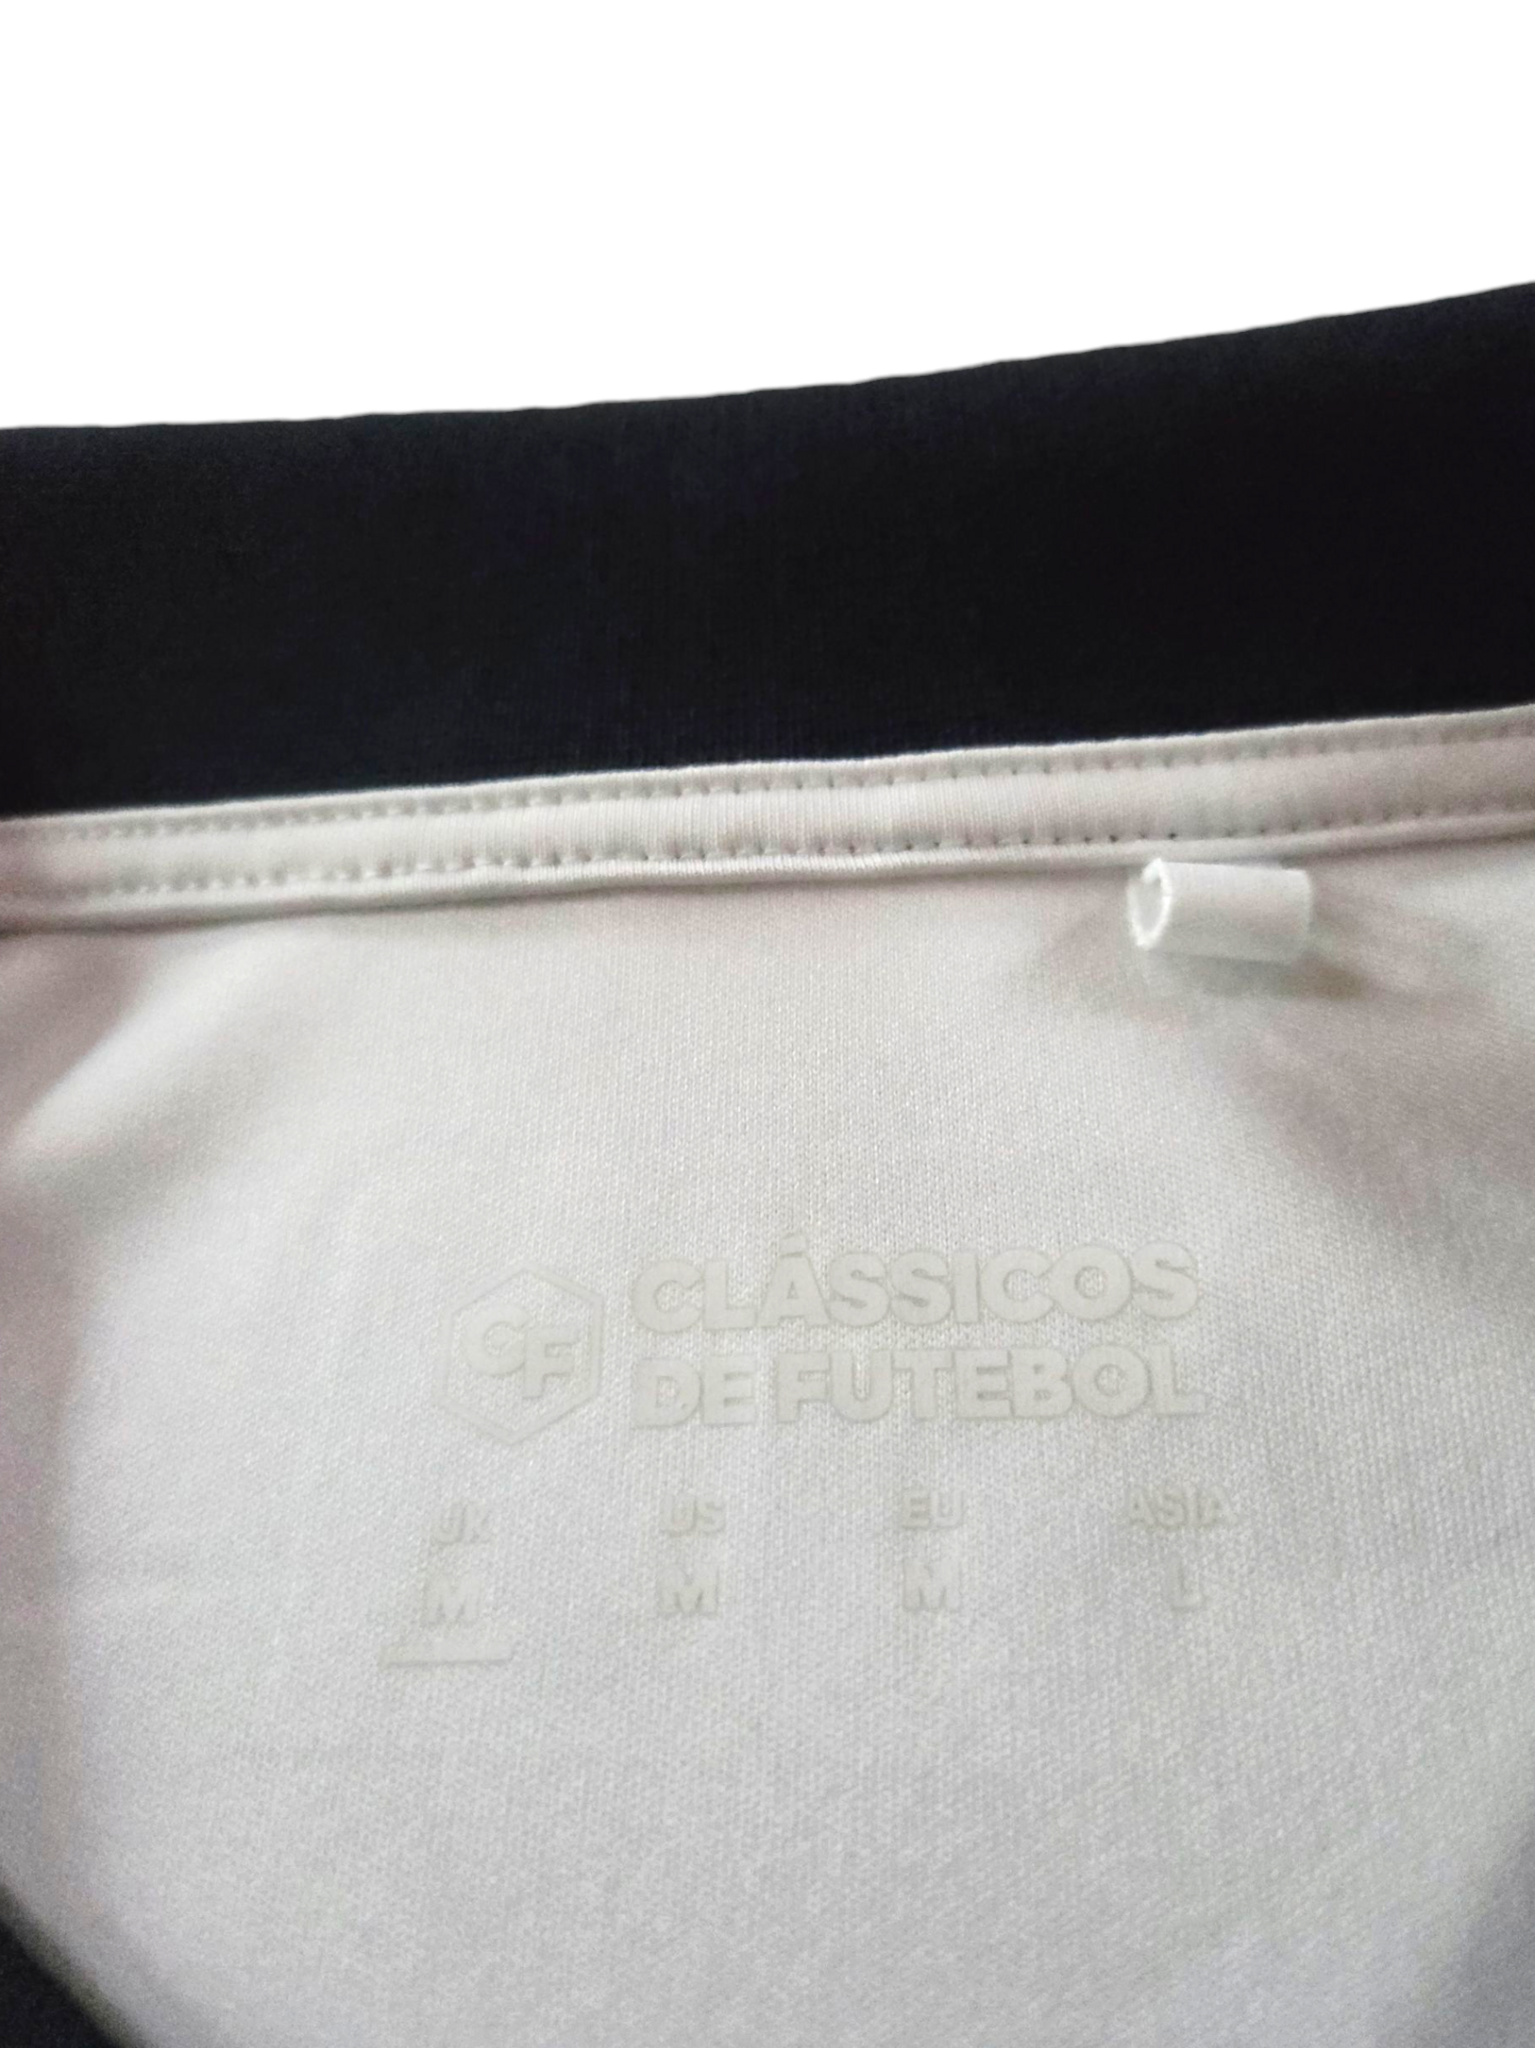 CF
CLÁSSICOS
DE FUTEBOL
UK US EU ASIA
M M M L